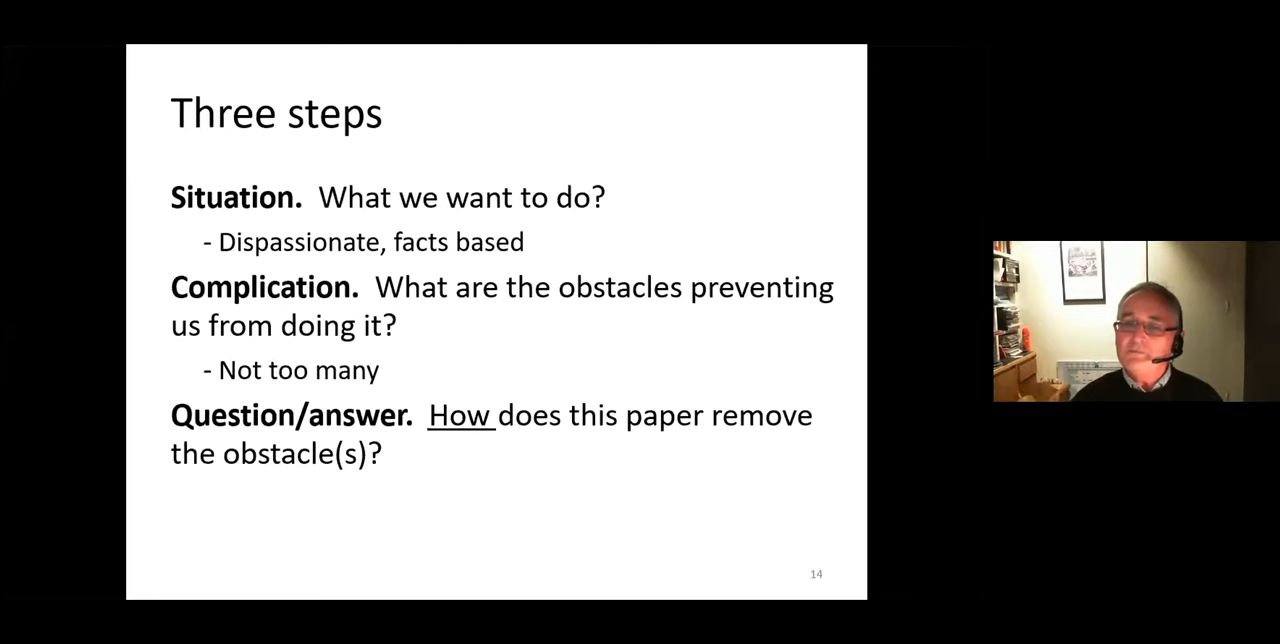 Three steps
Situation. What we want to do?
- Dispassionate, facts based
Complication. What are the obstacles preventing
us from doing it?
- Not too many
Question/answer. How does this paper remove
the obstacle(s)?
14